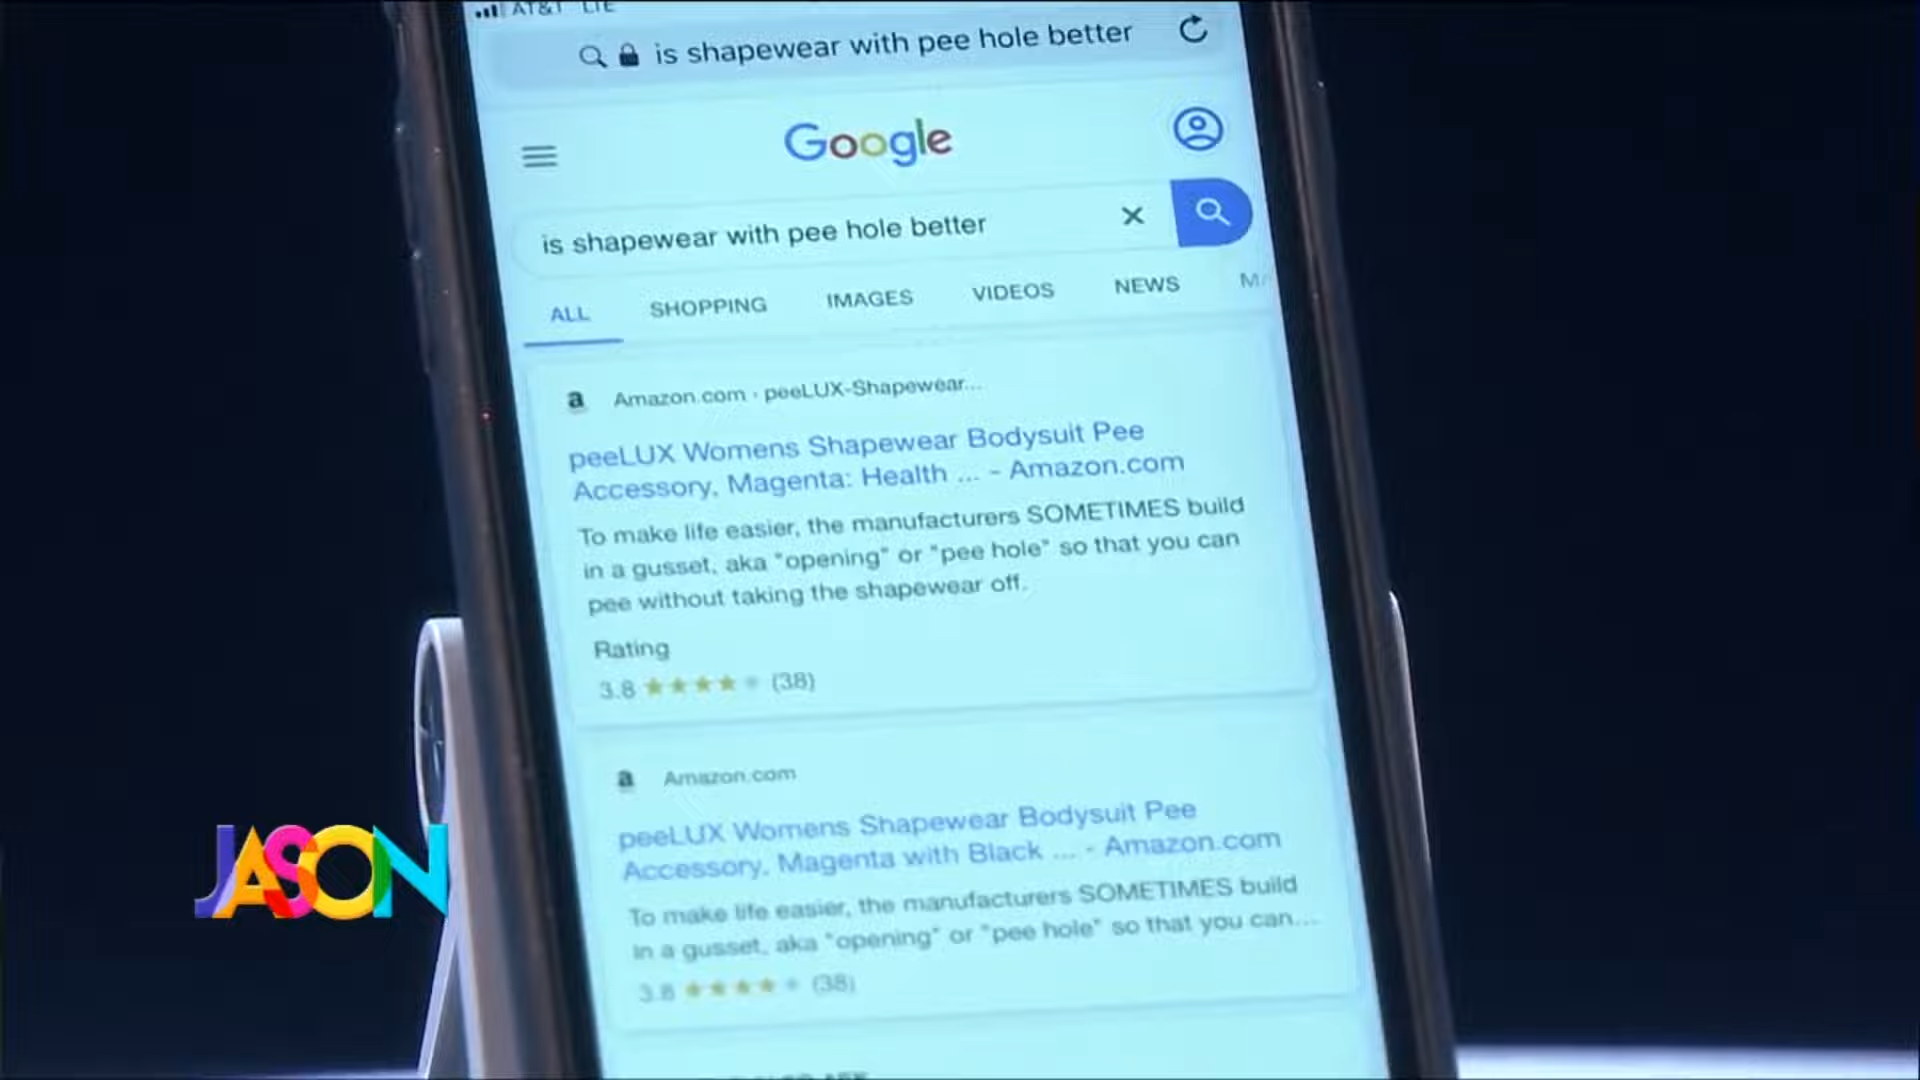 AT&T LTE
is shapewear with pee hole better
Google
is shapewear with pee hole better
ALL SHOPPING IMAGES VIDEOS NEWS
a Amazon.com › peeLUX-Shapewear...
peeLUX Womens Shapewear Bodysuit Pee
Accessory, Magenta: Health ... - Amazon.com
To make life easier, the manufacturers SOMETIMES build
in a gusset, aka "opening" or "pee hole" so that you can
pee without taking the shapewear off.
Rating
3.8 (38)
a Amazon.com
peeLUX Womens Shapewear Bodysuit Pee
Accessory, Magenta with Black ... - Amazon.com
To make life easier, the manufacturers SOMETIMES build
in a gusset, aka "opening" or "pee hole" so that you can...
3.8 (38)
JASON